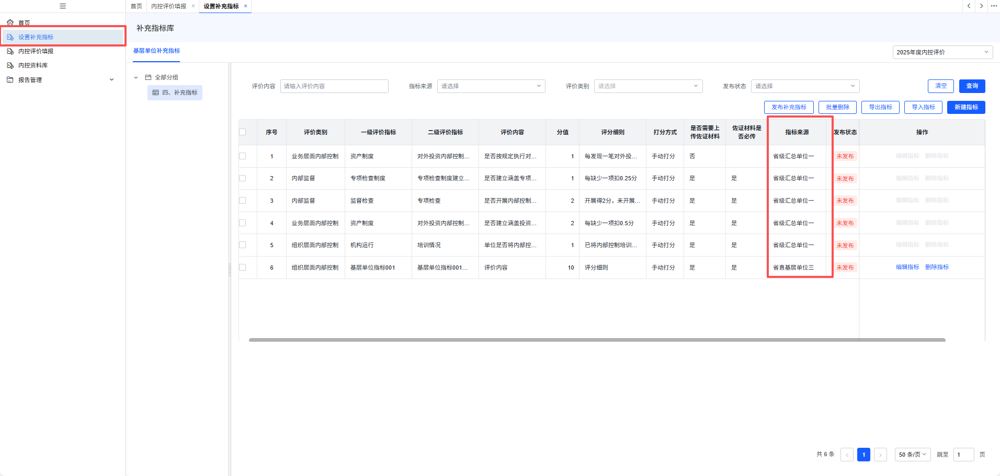 首页
设置补充指标
内控评价填报
内控资料库
报告管理
首页 内控评价填报 × 设置补充指标 ×
补充指标库
基层单位补充指标
2025年度内控评价
全部分组
四、补充指标
评价内容 请输入评价内容 指标来源 请选择 评价类别 请选择 发布状态 请选择 清空 查询
发布补充指标 批量删除 导出指标 导入指标 新建指标
序号 评价类别 一级评价指标 二级评价指标 评价内容 分值 评分细则 打分方式 是否需要上传佐证材料 佐证材料是否必传 指标来源 发布状态 操作
1 业务层面内部控制 资产制度 对外投资内部控制... 是否按规定执行对... 1 每发现一笔对外投... 手动打分 否 省级汇总单位一 未发布 编辑指标 删除指标
2 内部监督 专项检查制度 专项检查制度建立... 是否建立涵盖专项... 1 每缺少一项扣0.25分 手动打分 是 是 省级汇总单位一 未发布 编辑指标 删除指标
3 内部监督 监督检查 专项检查 是否开展内部控制... 2 开展得2分，未开展... 手动打分 是 是 省级汇总单位一 未发布 编辑指标 删除指标
4 业务层面内部控制 资产制度 对外投资内部控制... 是否建立涵盖投资... 2 每缺少一项扣0.5分 手动打分 是 是 省级汇总单位一 未发布 编辑指标 删除指标
5 组织层面内部控制 机构运行 培训情况 单位是否将内部控... 1 已将内部控制培训... 手动打分 是 是 省级汇总单位一 未发布 编辑指标 删除指标
6 组织层面内部控制 基层单位指标001 基层单位指标001... 评价内容 10 评分细则 手动打分 是 是 省直基层单位三 未发布 编辑指标 删除指标
共 6 条 < 1 > 50 条/页 跳至 1 页